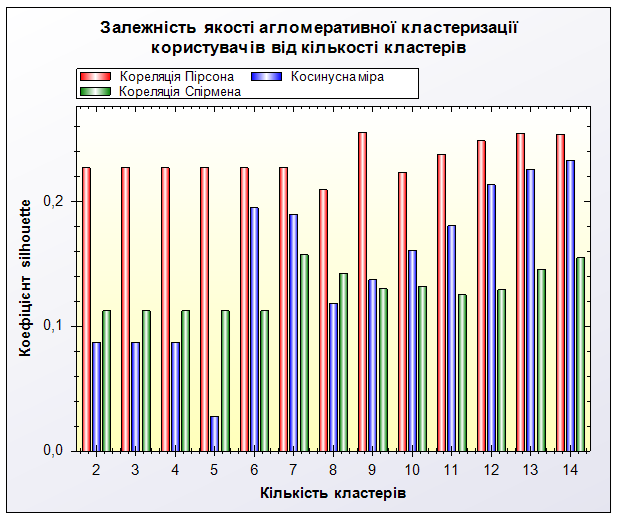 Залежність якості агломеративної кластеризації
користувачів від кількості кластерів
Кореляція Пірсона
Косинусна міра
Кореляція Спірмена
Коефіцієнт silhouette
0,2
0,1
0,0
2 3 4 5 6 7 8 9 10 11 12 13 14
Кількість кластерів